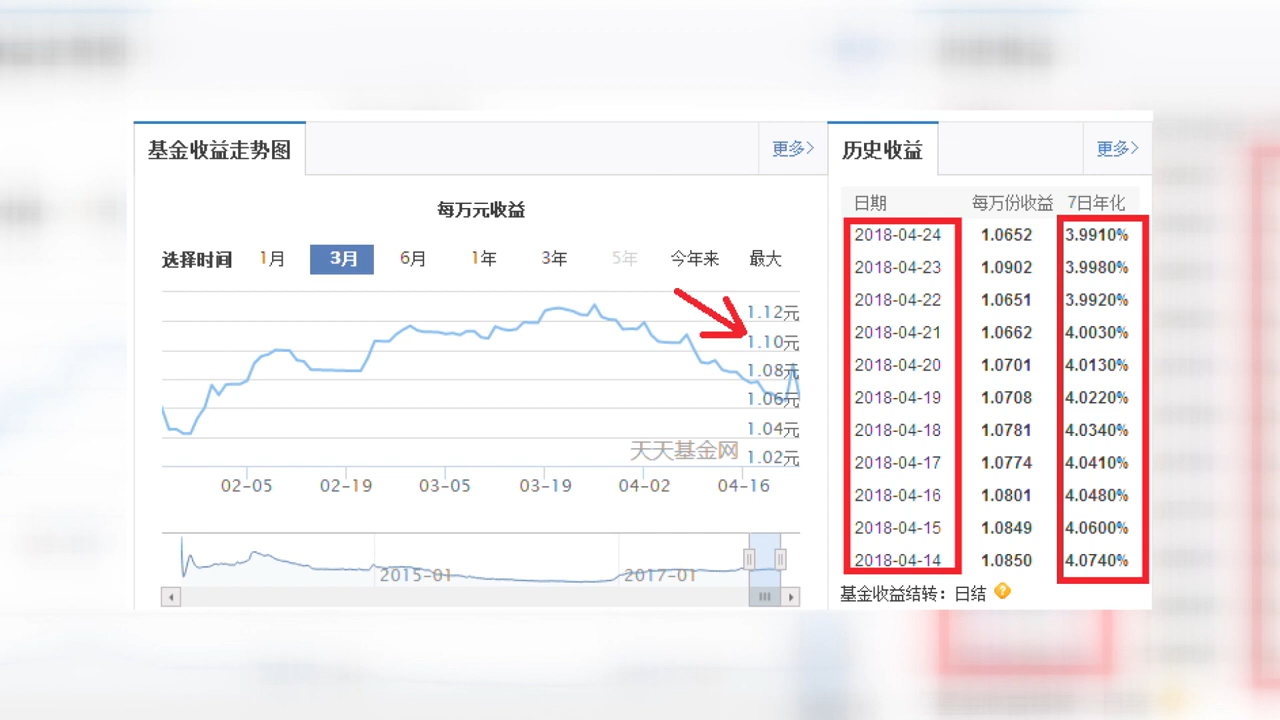 基金收益走势图
更多>
每万元收益
选择时间 1月 3月 6月 1年 3年 5年 今年来 最大
1.12元
1.10元
1.08元
1.06元
1.04元
1.02元
天天基金网
02-05 02-19 03-05 03-19 04-02 04-16
2015-01 2017-01
历史收益
更多>
日期 每万份收益 7日年化
2018-04-24 1.0652 3.9910%
2018-04-23 1.0902 3.9980%
2018-04-22 1.0651 3.9920%
2018-04-21 1.0662 4.0030%
2018-04-20 1.0701 4.0130%
2018-04-19 1.0708 4.0220%
2018-04-18 1.0781 4.0340%
2018-04-17 1.0774 4.0410%
2018-04-16 1.0801 4.0480%
2018-04-15 1.0849 4.0600%
2018-04-14 1.0850 4.0740%
基金收益结转：日结